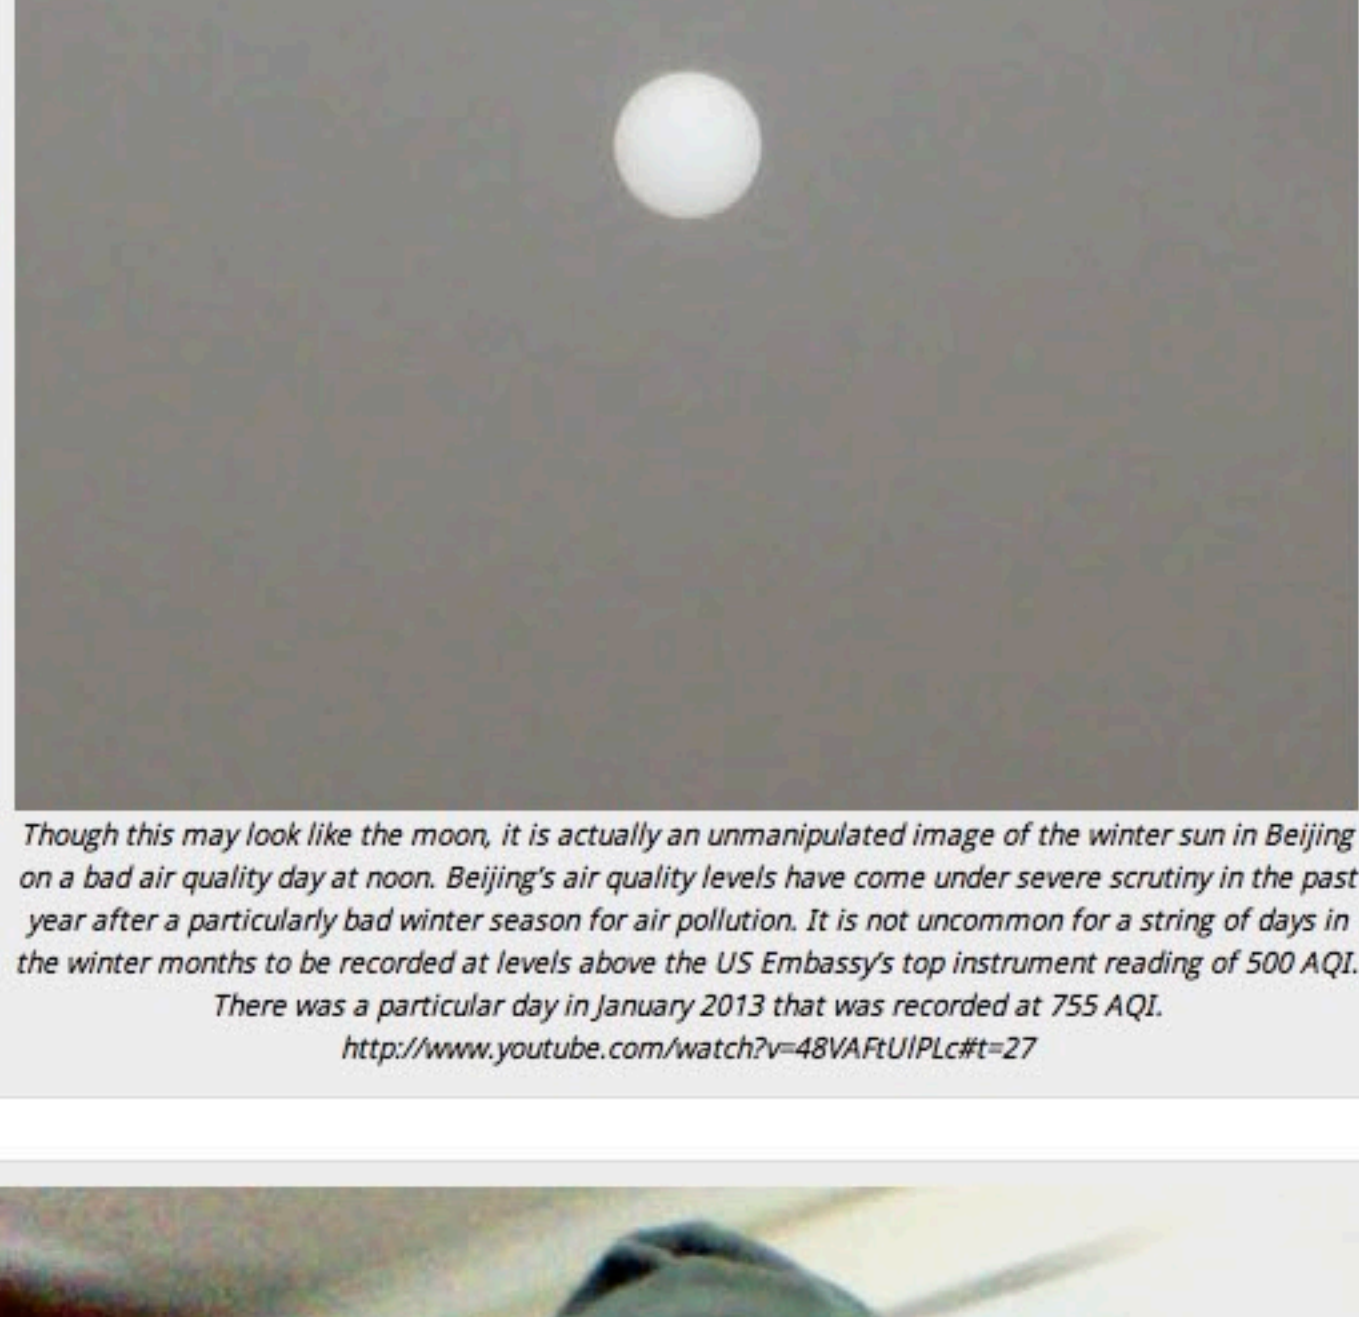 Though this may look like the moon, it is actually an unmanipulated image of the winter sun in Beijing
on a bad air quality day at noon. Beijing's air quality levels have come under severe scrutiny in the past
year after a particularly bad winter season for air pollution. It is not uncommon for a string of days in
the winter months to be recorded at levels above the US Embassy's top instrument reading of 500 AQI.
There was a particular day in January 2013 that was recorded at 755 AQI.
http://www.youtube.com/watch?v=48VAFtUlPLc#t=27